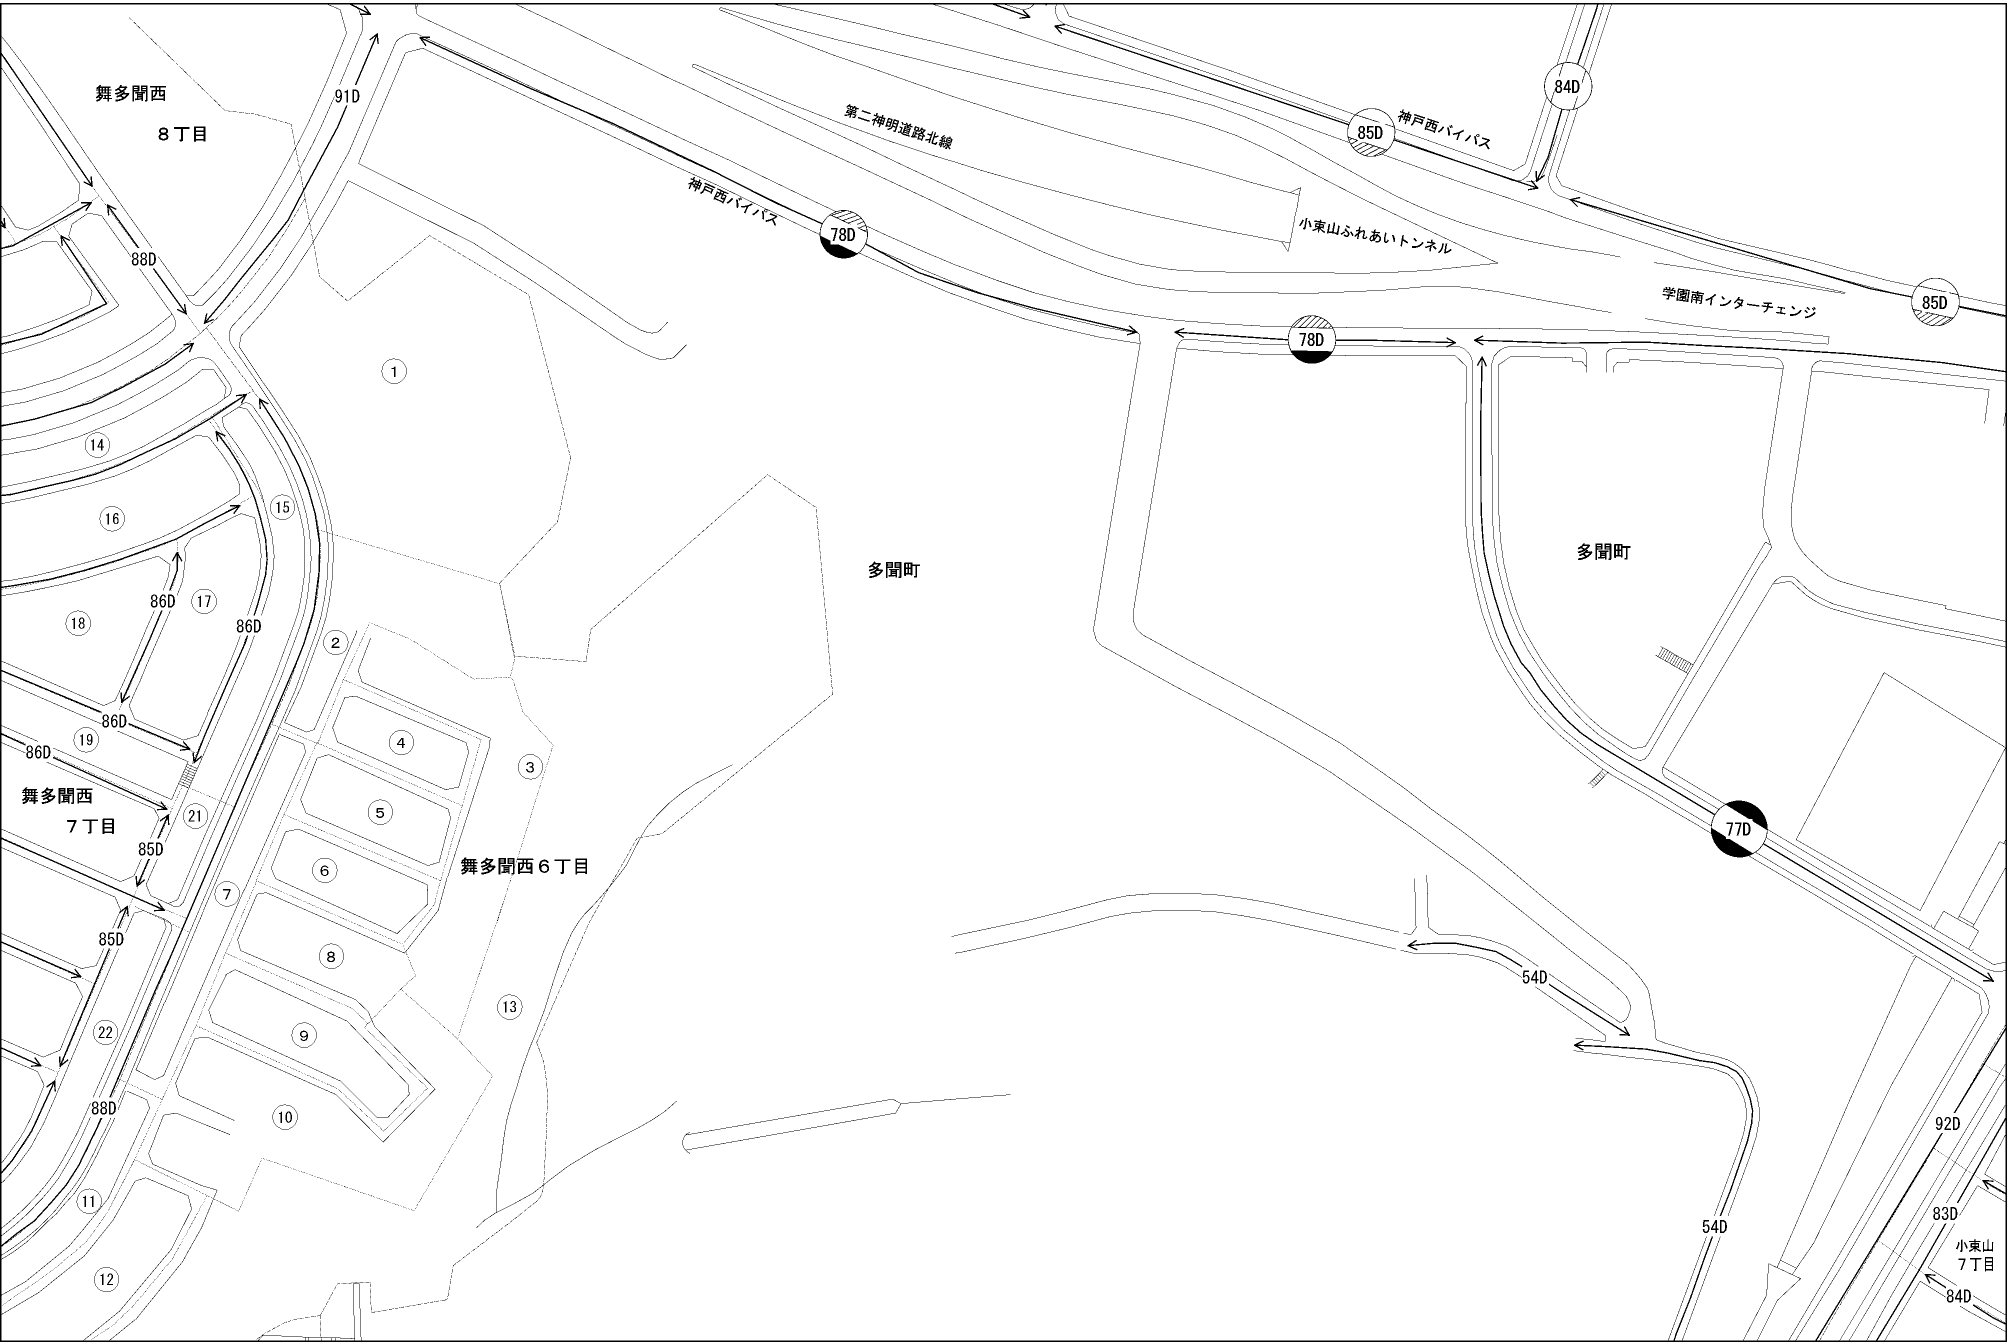 舞多聞西
８丁目
91D
88D
第二神明道路北線
神戸西バイパス
78D
85D
神戸西バイパス
84D
小東山ふれあいトンネル
学園南インターチェンジ
85D
78D
1
14
16
15
18
86D
17
86D
2
86D
19
86D
舞多聞西
７丁目
21
85D
85D
22
88D
4
3
5
6
舞多聞西６丁目
7
8
13
9
10
11
12
多聞町
多聞町
77D
54D
54D
92D
83D
小東山
７丁目
84D